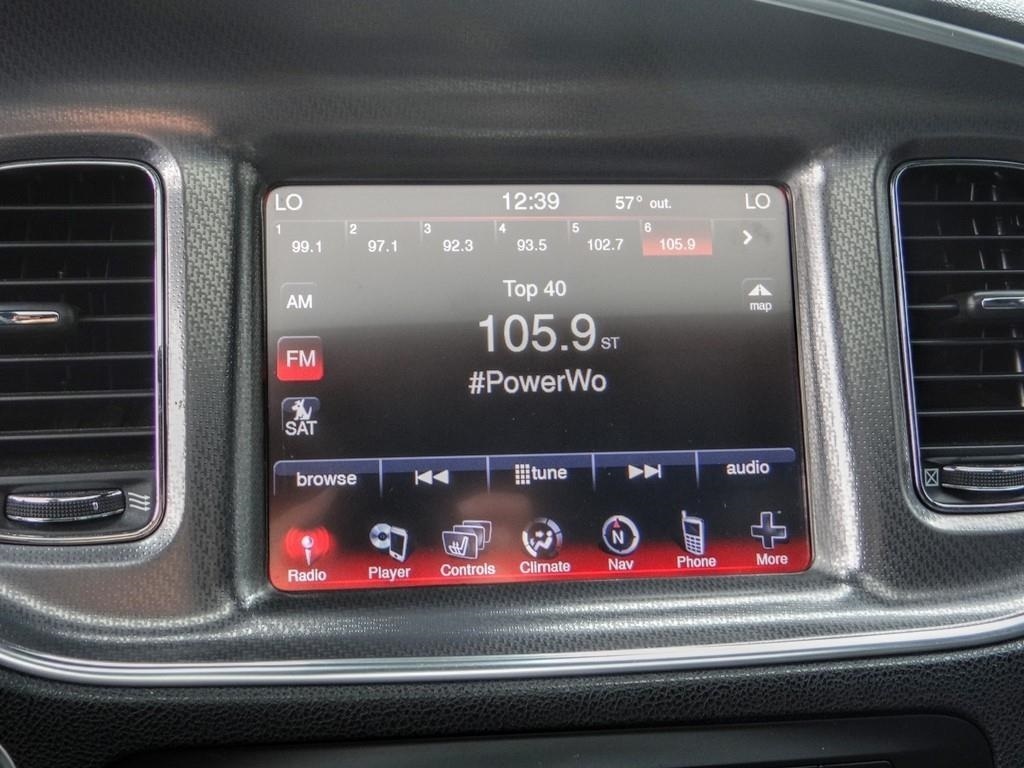 LO 12:39 57° out. LO
1 2 3 4 5 6
99.1 97.1 92.3 93.5 102.7 105.9 >
AM
Top 40
map
105.9 ST
FM
#PowerWo
SAT
browse tune audio
N
Radio Player Controls Climate Nav Phone More